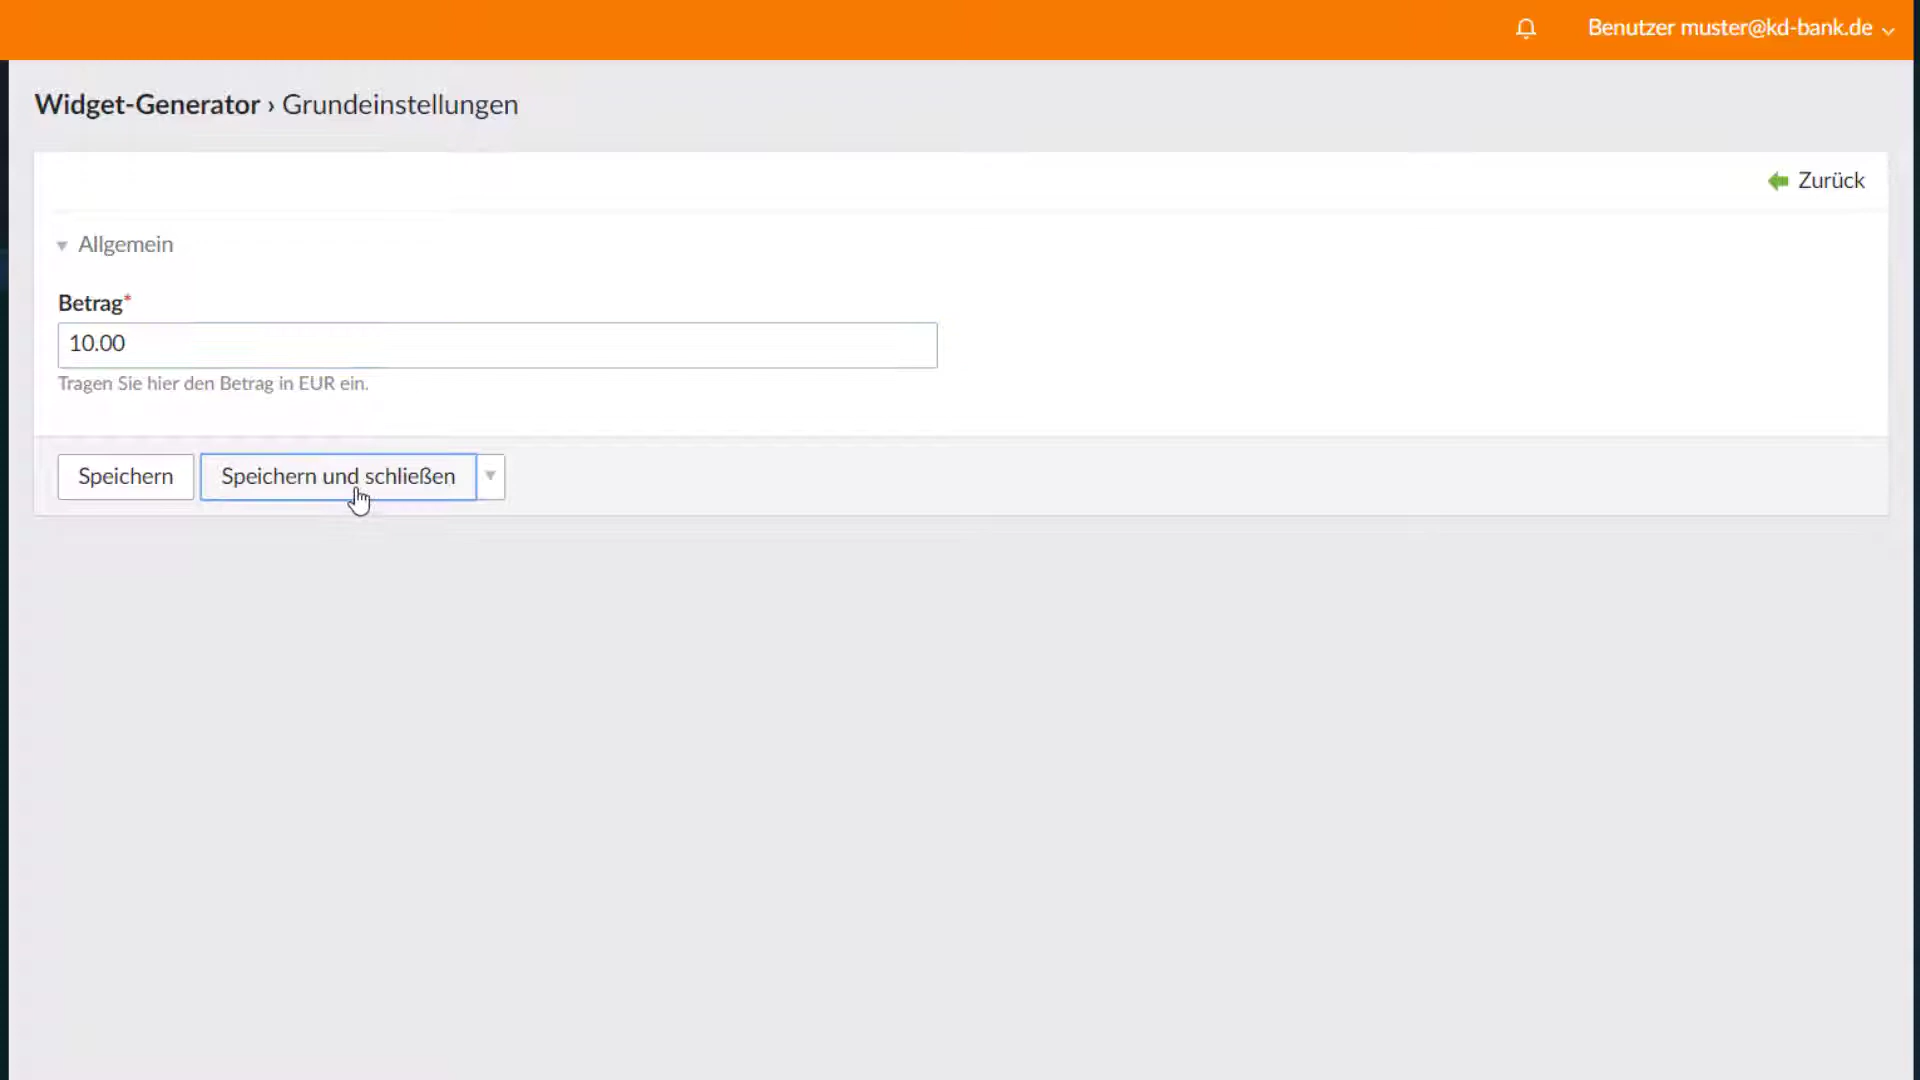 Benutzer muster@kd-bank.de
Widget-Generator › Grundeinstellungen
Zurück
Allgemein
Betrag*
10.00
Tragen Sie hier den Betrag in EUR ein.
Speichern Speichern und schließen